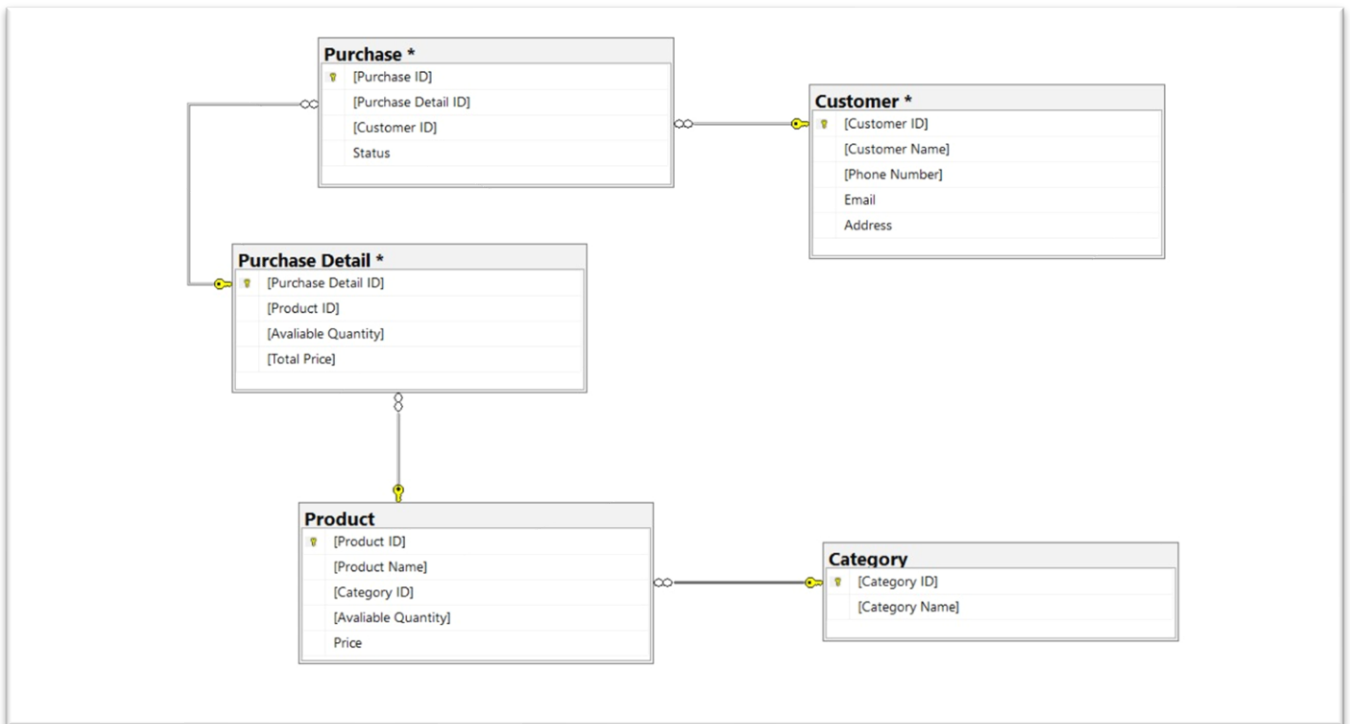 Purchase *
[Purchase ID]
[Purchase Detail ID]
[Customer ID]
Status
Customer *
[Customer ID]
[Customer Name]
[Phone Number]
Email
Address
Purchase Detail *
[Purchase Detail ID]
[Product ID]
[Avaliable Quantity]
[Total Price]
Product
[Product ID]
[Product Name]
[Category ID]
[Avaliable Quantity]
Price
Category
[Category ID]
[Category Name]